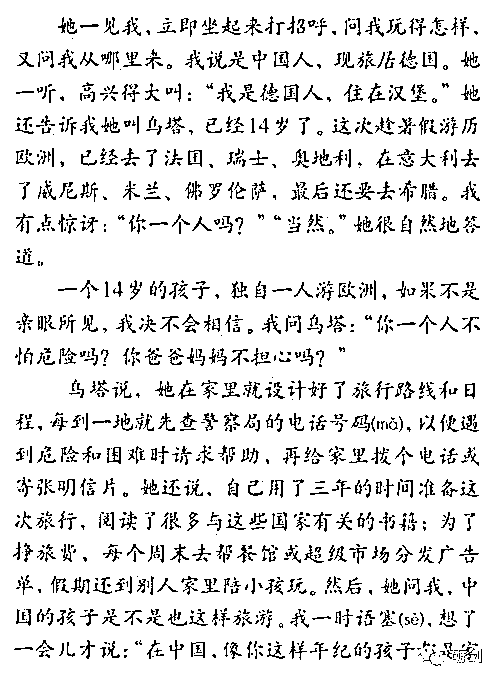 她一见我，立即坐起来打招呼，问我玩得怎样，
又问我从哪里来。我说是中国人，现旅居德国。她
一听，高兴得大叫：“我是德国人，住在汉堡。”她
还告诉我她叫乌塔，已经14岁了。这次趁暑假游历
欧洲，已经去了法国、瑞士、奥地利，在意大利去
了威尼斯、米兰、佛罗伦萨，最后还要去希腊。我
有点惊讶：“你一个人吗？”“当然。”她很自然地答
道。
一个14岁的孩子，独自一人游欧洲，如果不是
亲眼所见，我决不会相信。我问乌塔：“你一个人不
怕危险吗？你爸爸妈妈不担心吗？”
乌塔说，她在家里就设计好了旅行路线和日
程，每到一地就先查警察局的电话号码(mǎ)，以便遇
到危险和困难时请求帮助，再给家里拨个电话或
寄张明信片。她还说，自己用了三年的时间准备这
次旅行，阅读了很多与这些国家有关的书籍；为了
挣旅费，每个周末去帮餐馆或超级市场分发广告
单，假期还到别人家里陪小孩玩。然后，她问我，中
国的孩子是不是也这样旅游。我一时语塞(sè)，想了
一会儿才说：“在中国，像你这样年纪的孩子